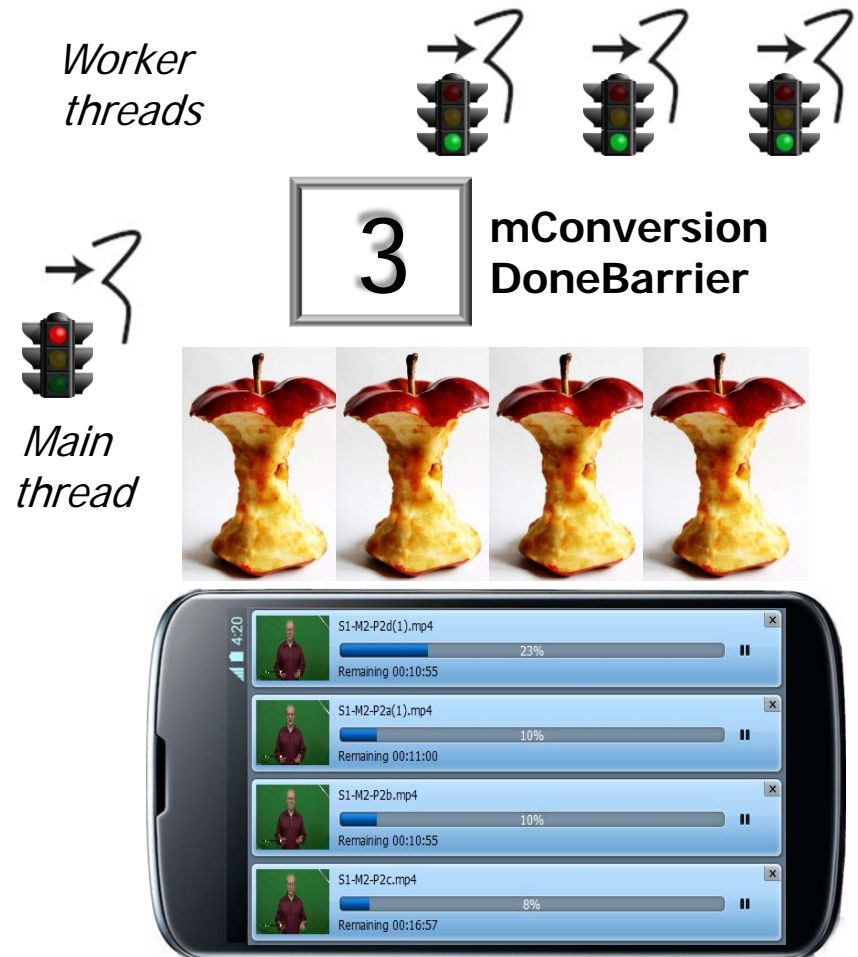 Worker
threads
3
mConversion
DoneBarrier
Main
thread
4:20
S1-M2-P2d(1).mp4
23%
Remaining 00:10:55
S1-M2-P2a(1).mp4
10%
Remaining 00:11:00
S1-M2-P2b.mp4
10%
Remaining 00:10:55
S1-M2-P2c.mp4
8%
Remaining 00:16:57